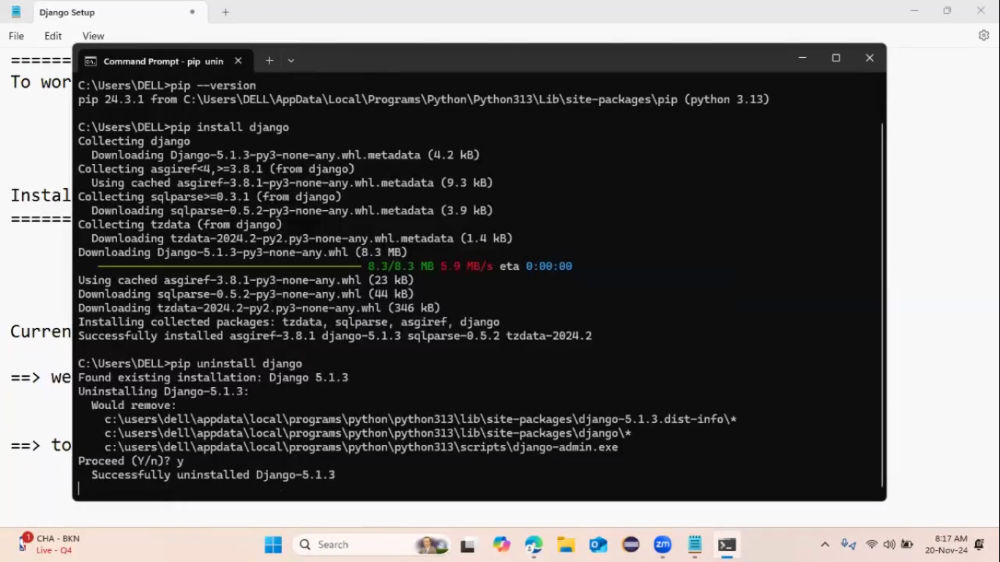 Django Setup
File Edit View
=======
To wor
Command Prompt - pip unin
C:\Users\DELL>pip --version
pip 24.3.1 from C:\Users\DELL\AppData\Local\Programs\Python\Python313\Lib\site-packages\pip (python 3.13)
C:\Users\DELL>pip install django
Collecting django
Downloading Django-5.1.3-py3-none-any.whl.metadata (4.2 kB)
Collecting asgiref<4,>=3.8.1 (from django)
Using cached asgiref-3.8.1-py3-none-any.whl.metadata (9.3 kB)
Instal
Collecting sqlparse>=0.3.1 (from django)
Downloading sqlparse-0.5.2-py3-none-any.whl.metadata (3.9 kB)
=======
Collecting tzdata (from django)
Downloading tzdata-2024.2-py2.py3-none-any.whl.metadata (1.4 kB)
Downloading Django-5.1.3-py3-none-any.whl (8.3 MB)
8.3/8.3 MB 5.9 MB/s eta 0:00:00
Using cached asgiref-3.8.1-py3-none-any.whl (23 kB)
Downloading sqlparse-0.5.2-py3-none-any.whl (44 kB)
Downloading tzdata-2024.2-py2.py3-none-any.whl (346 kB)
Installing collected packages: tzdata, sqlparse, asgiref, django
Curren
Successfully installed asgiref-3.8.1 django-5.1.3 sqlparse-0.5.2 tzdata-2024.2
C:\Users\DELL>pip uninstall django
==> we
Found existing installation: Django 5.1.3
Uninstalling Django-5.1.3:
Would remove:
c:\users\dell\appdata\local\programs\python\python313\lib\site-packages\django-5.1.3.dist-info\*
c:\users\dell\appdata\local\programs\python\python313\lib\site-packages\django\*
==> to
c:\users\dell\appdata\local\programs\python\python313\scripts\django-admin.exe
Proceed (Y/n)? y
Successfully uninstalled Django-5.1.3
1
CHA - BKN
Live - Q4
Search
zm
8:17 AM
20-Nov-24